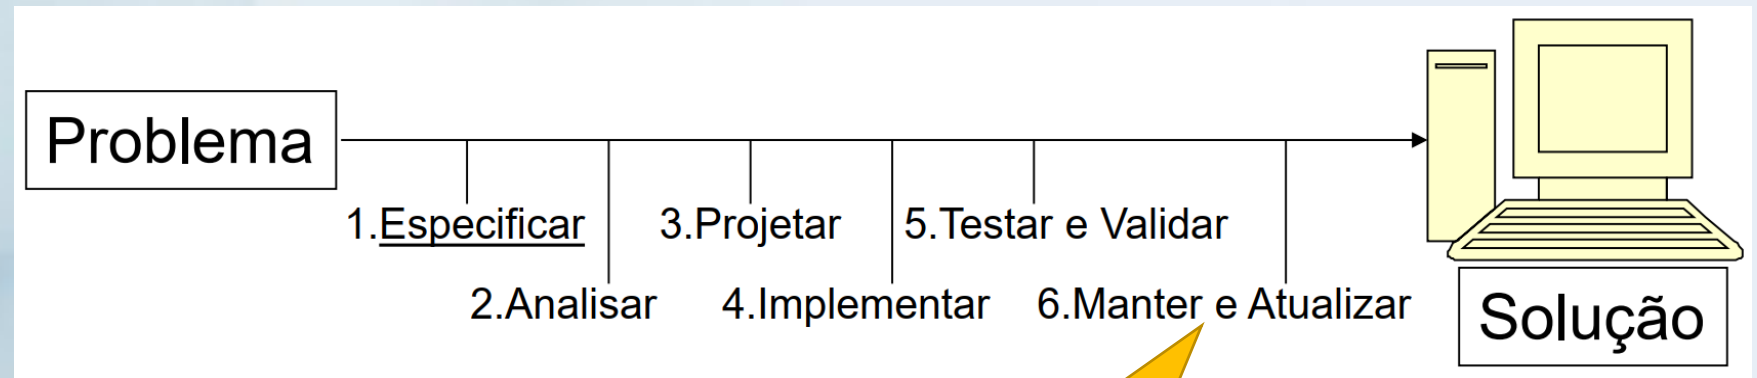 Problema
1.Especificar
3.Projetar
5.Testar e Validar
2.Analisar
4.Implementar
6.Manter e Atualizar
Solução